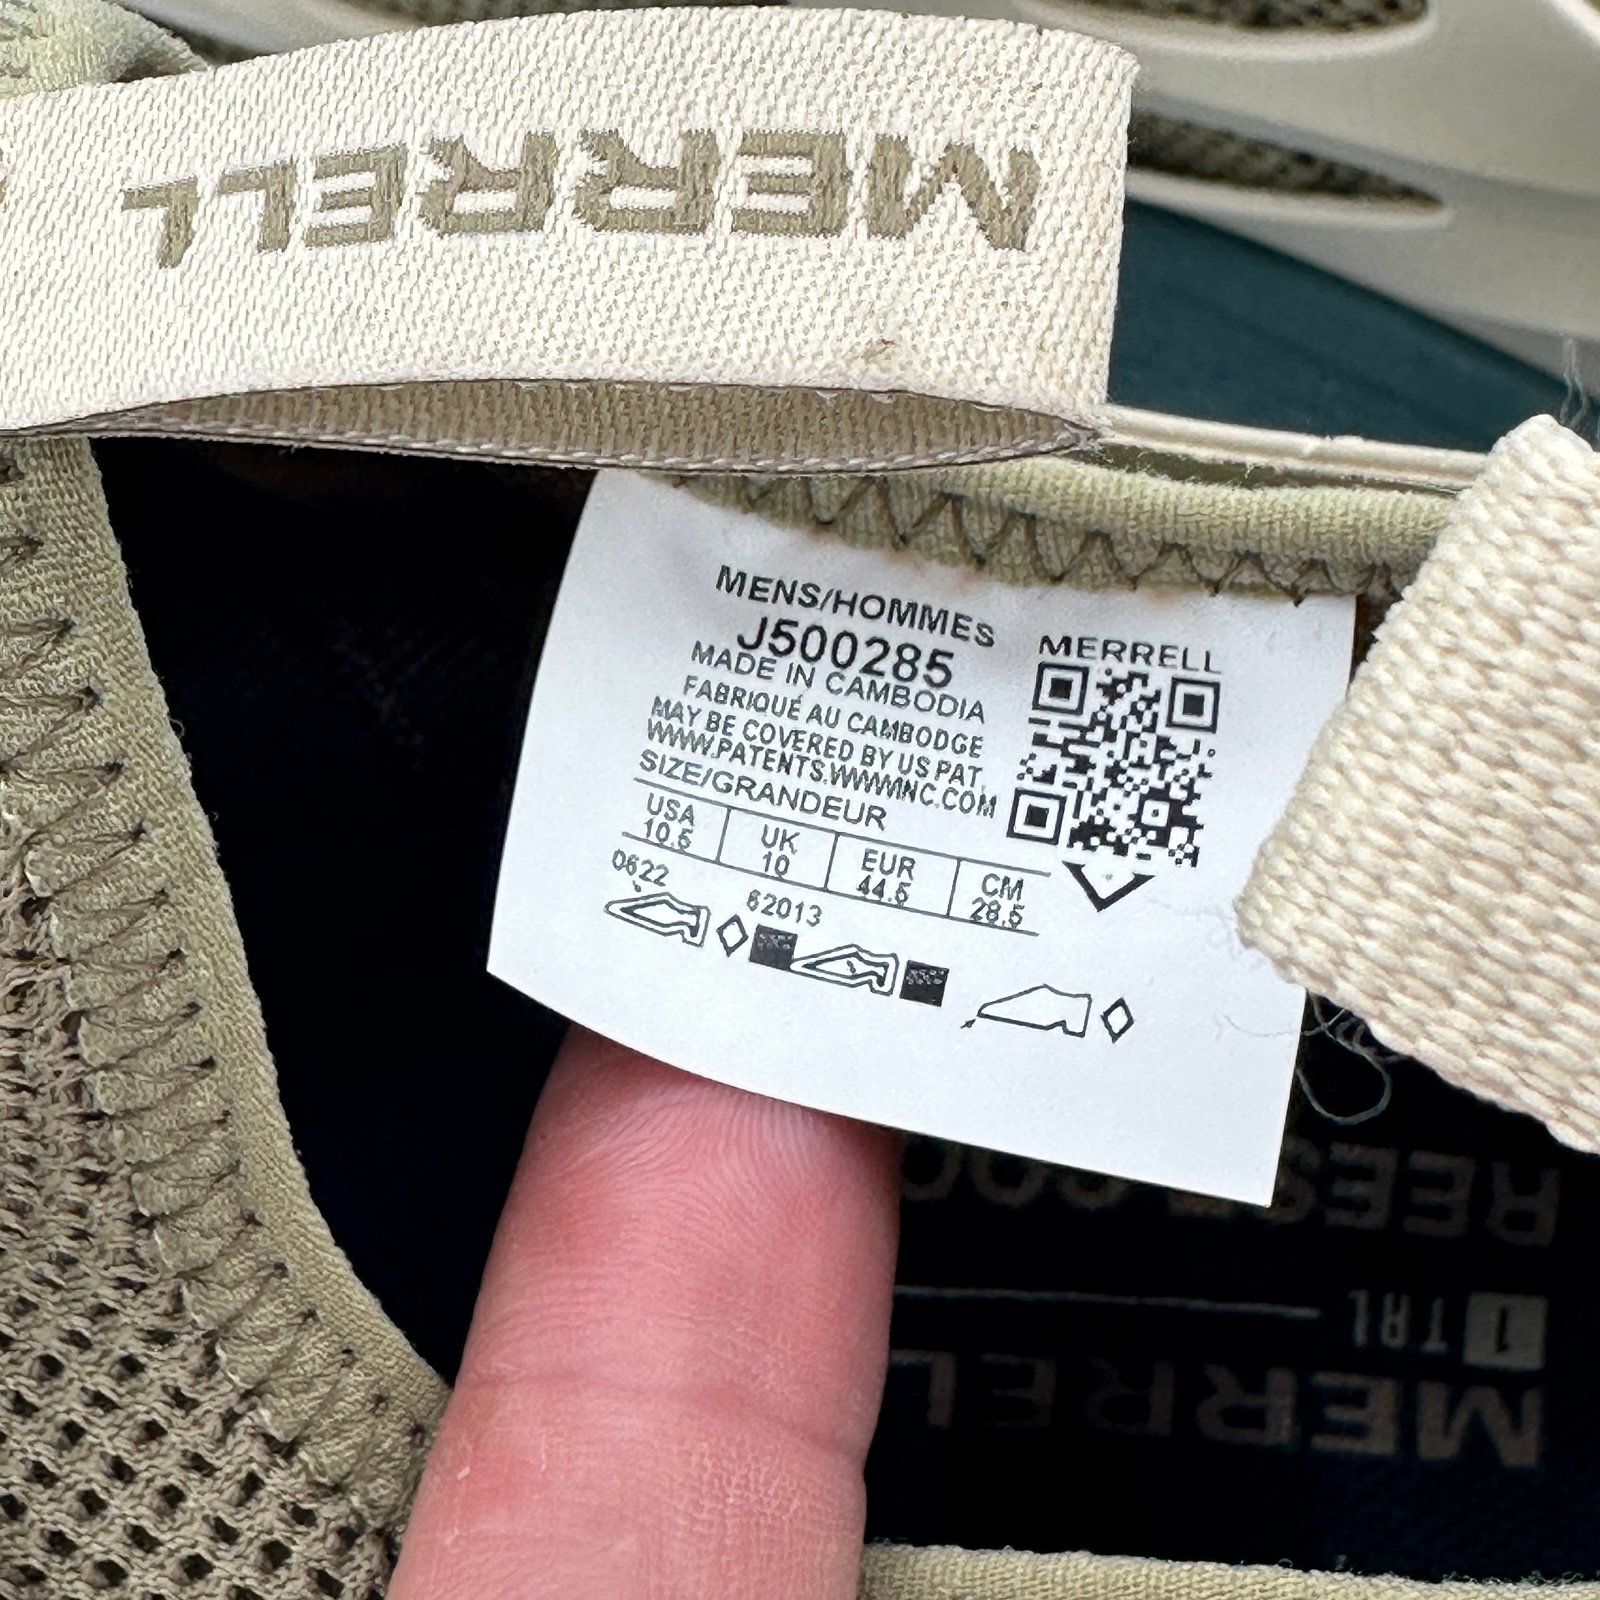 MERRELL
MENS/HOMMES
J500285
MADE IN CAMBODIA
FABRIQUÉ AU CAMBODGE
MAY BE COVERED BY US PAT.
WWW.PATENTS.WWWINC.COM
SIZE/GRANDEUR
USA UK EUR CM
10.5 10 44.5 28.5
0622
62013
MERRELL
MERRELL
1 TRL